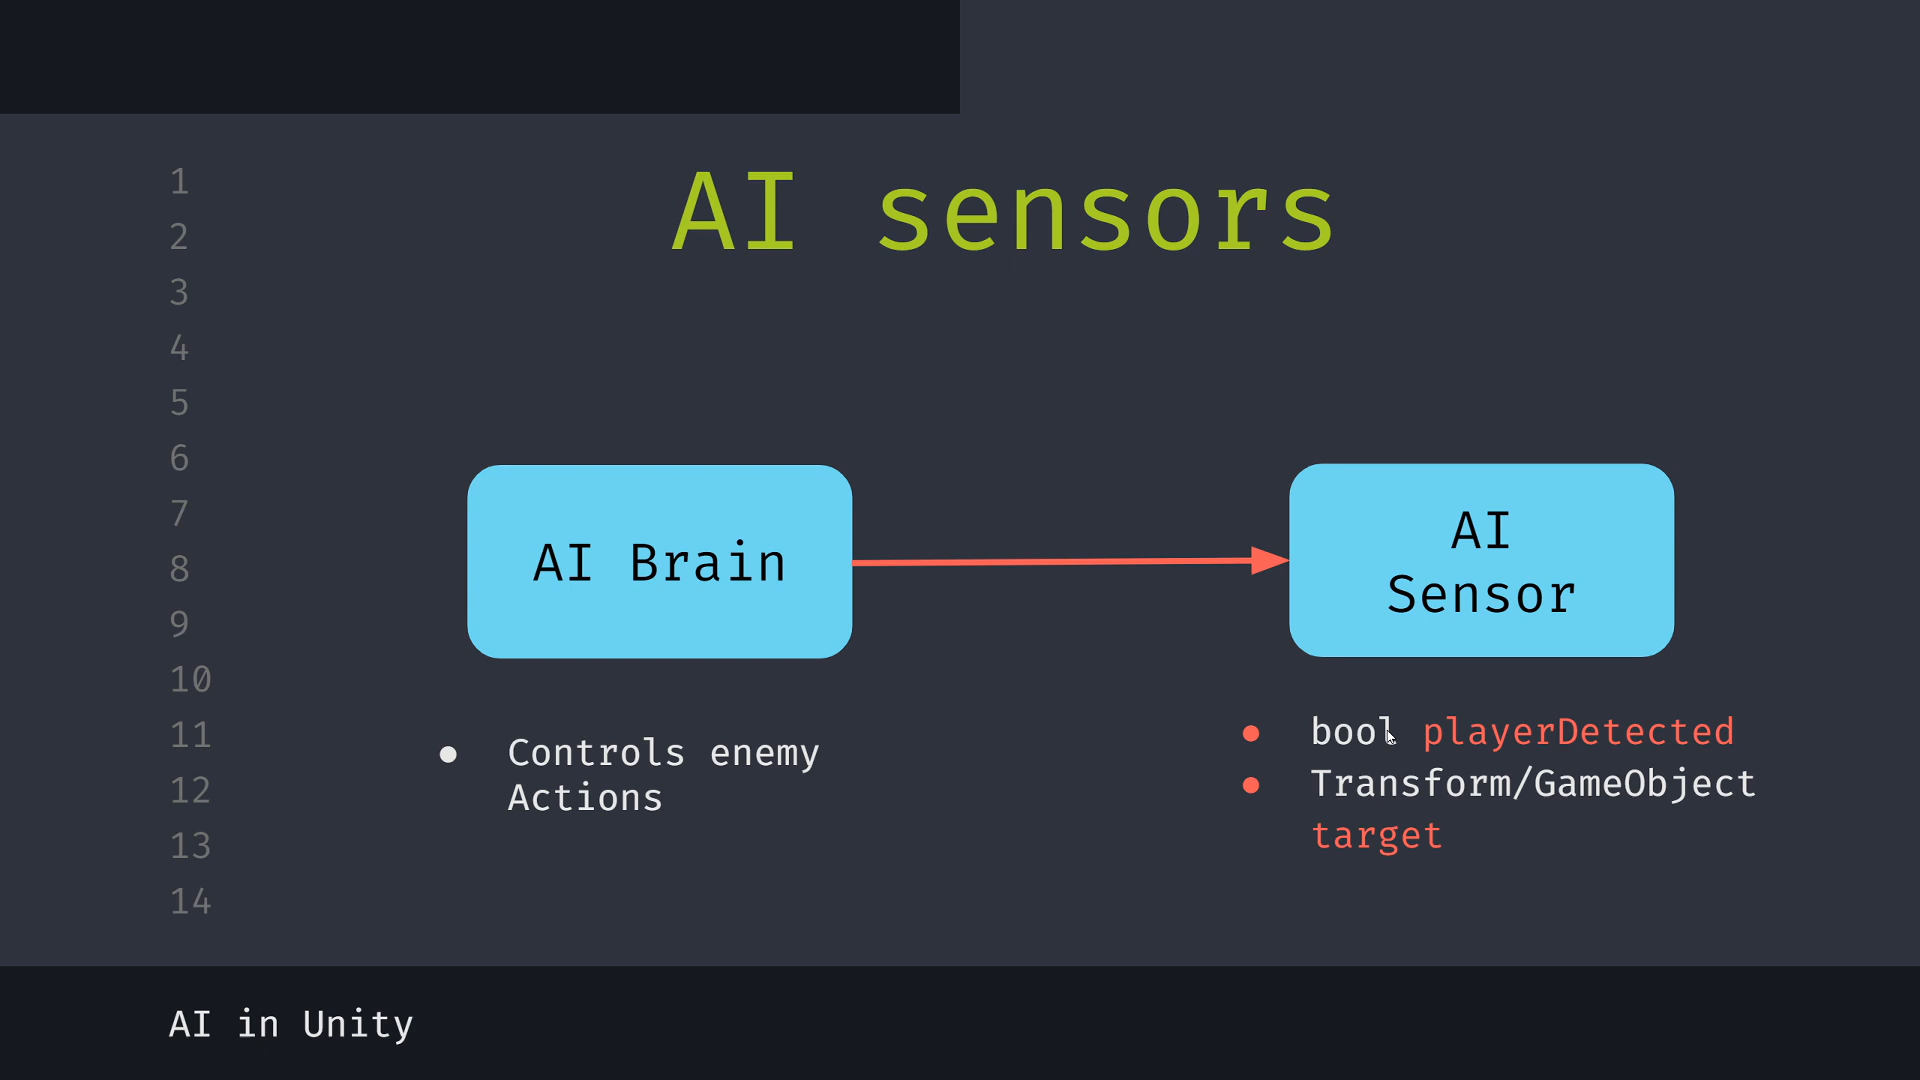 AI sensors
1
2
3
4
5
6
7
8
9
10
11
12
13
14
AI Brain
AI
Sensor
● Controls enemy
Actions
● bool playerDetected
● Transform/GameObject
target
AI in Unity